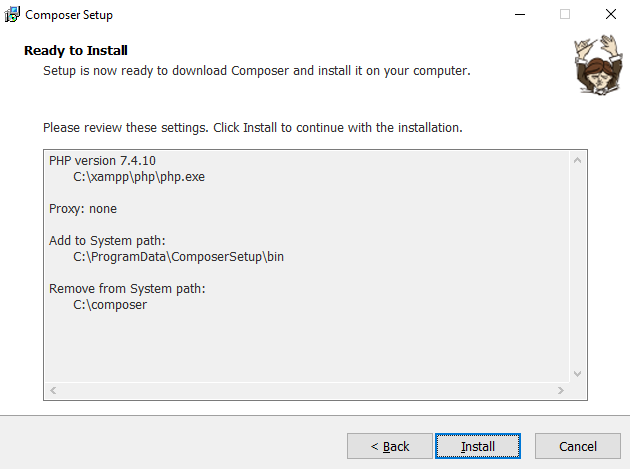 Composer Setup
Ready to Install
Setup is now ready to download Composer and install it on your computer.
Please review these settings. Click Install to continue with the installation.
PHP version 7.4.10
C:\xampp\php\php.exe
Proxy: none
Add to System path:
C:\ProgramData\ComposerSetup\bin
Remove from System path:
C:\composer
< Back
Install
Cancel